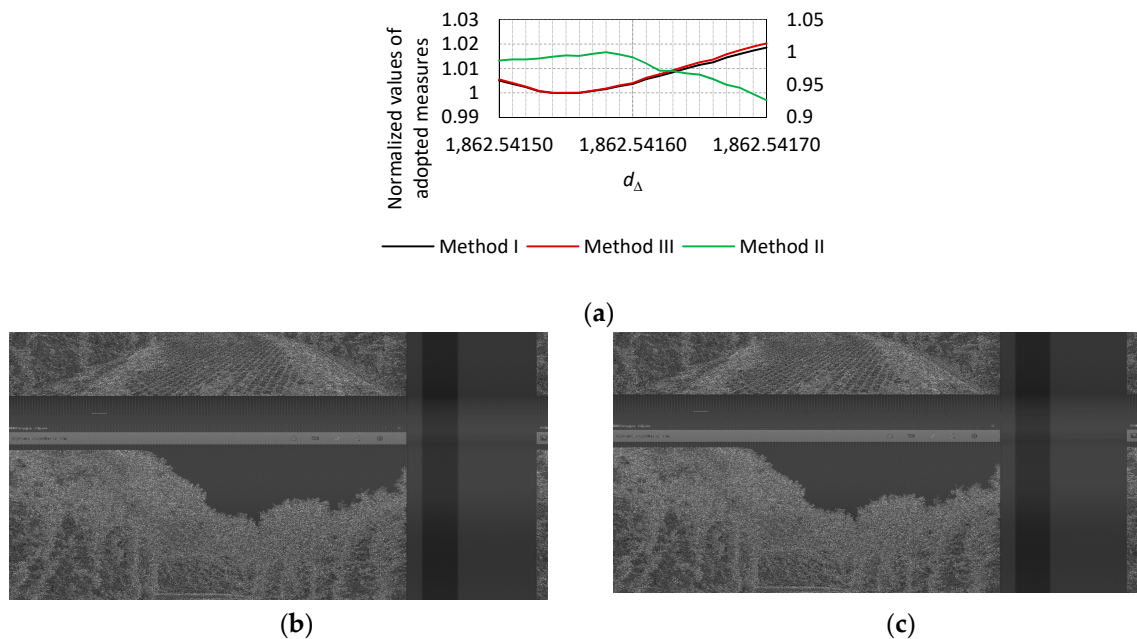 1.03
1.02
1.01
1
0.99
Normalized values of
adopted measures
1.05
1
0.95
0.9
1,862.54150 1,862.54160 1,862.54170
dΔ
Method I Method III Method II
(a)
(b) (c)